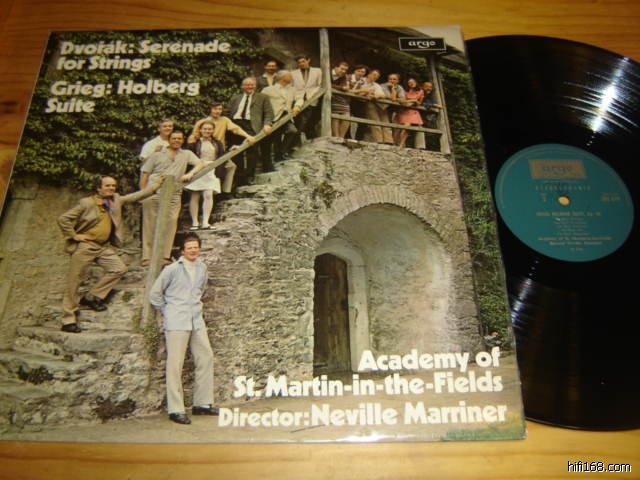 Dvořák: Serenade
for Strings
Grieg: Holberg
Suite
argo
Academy of
St. Martin-in-the-Fields
Director: Neville Marriner
argo
STEREOPHONIC
hifi168.com